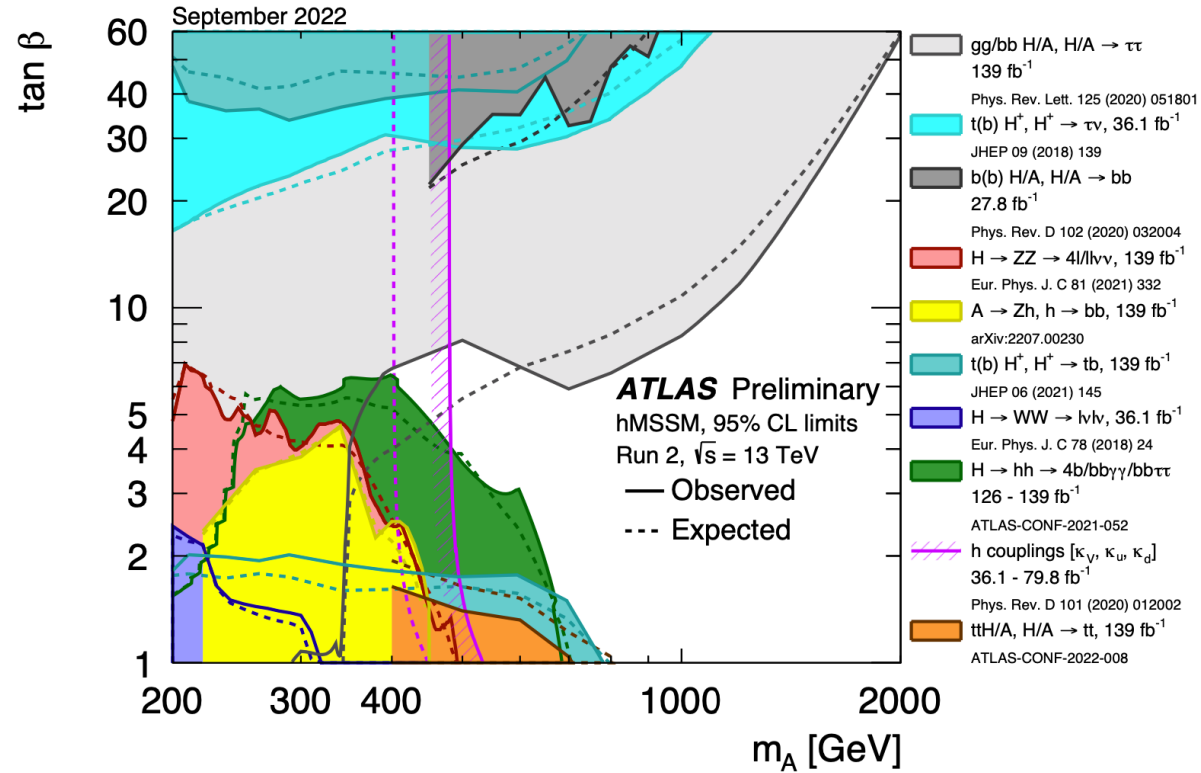 September 2022
tan β
60
40
30
20
10
5
4
3
2
1
200
300
400
1000
2000
m_A [GeV]
ATLAS Preliminary
hMSSM, 95% CL limits
Run 2, √s = 13 TeV
Observed
Expected
gg/bb H/A, H/A → ττ
139 fb⁻¹
Phys. Rev. Lett. 125 (2020) 051801
t(b) H⁺, H⁺ → τν, 36.1 fb⁻¹
JHEP 09 (2018) 139
b(b) H/A, H/A → bb
27.8 fb⁻¹
Phys. Rev. D 102 (2020) 032004
H → ZZ → 4l/llνν, 139 fb⁻¹
Eur. Phys. J. C 81 (2021) 332
A → Zh, h → bb, 139 fb⁻¹
arXiv:2207.00230
t(b) H⁺, H⁺ → tb, 139 fb⁻¹
JHEP 06 (2021) 145
H → WW → lνlν, 36.1 fb⁻¹
Eur. Phys. J. C 78 (2018) 24
H → hh → 4b/bbγγ/bbττ
126 - 139 fb⁻¹
ATLAS-CONF-2021-052
h couplings [κ_V, κ_u, κ_d]
36.1 - 79.8 fb⁻¹
Phys. Rev. D 101 (2020) 012002
ttH/A, H/A → tt, 139 fb⁻¹
ATLAS-CONF-2022-008